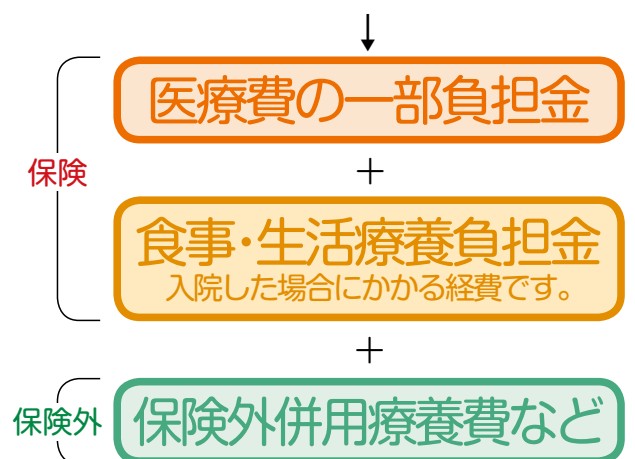 医療費の一部負担金
+
保険
食事・生活療養負担金
入院した場合にかかる経費です。
+
保険外
保険外併用療養費など